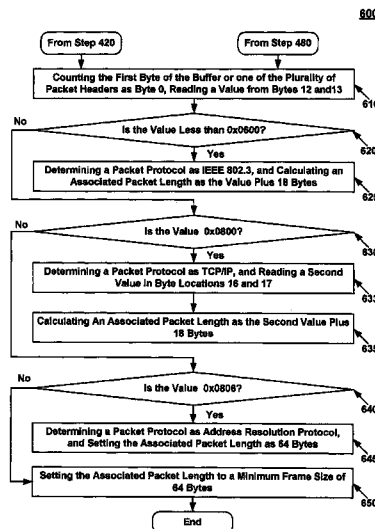 600
From Step 420
From Step 460
Counting the First Byte of the Buffer or one of the Plurality of
Packet Headers as Byte 0, Reading a Value from Bytes 12 and13
610
No
Is the Value Less than 0x0600?
620
Yes
Determining a Packet Protocol as IEEE 802.3, and Calculating an
Associated Packet Length as the Value Plus 18 Bytes
625
No
Is the Value 0x0800?
630
Yes
Determining a Packet Protocol as TCP/IP, and Reading a Second
Value in Byte Locations 16 and 17
633
Calculating An Associated Packet Length as the Second Value Plus
18 Bytes
635
No
Is the Value 0x0806?
640
Yes
Determining a Packet Protocol as Address Resolution Protocol,
and Setting the Associated Packet Length as 64 Bytes
645
Setting the Associated Packet Length to a Minimum Frame Size of
64 Bytes
650
End